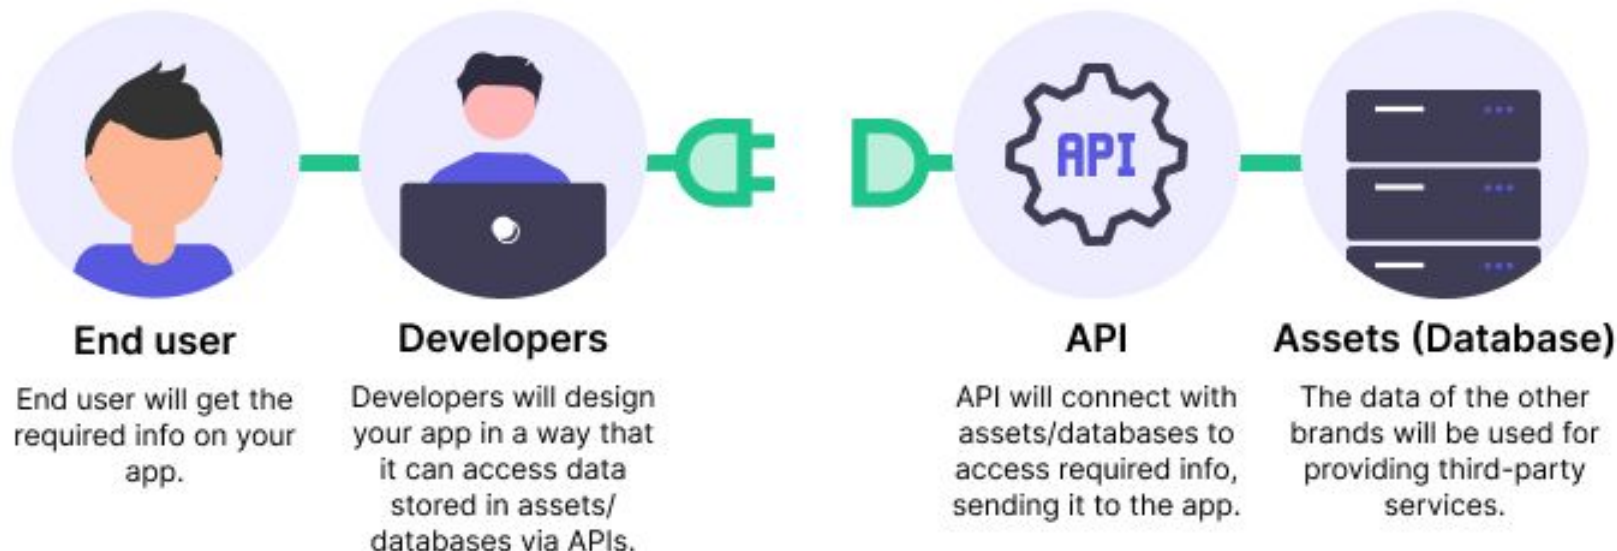 API
End user
End user will get the
required info on your
app.
Developers
Developers will design
your app in a way that
it can access data
stored in assets/
databases via APIs.
API
API will connect with
assets/databases to
access required info,
sending it to the app.
Assets (Database)
The data of the other
brands will be used for
providing third-party
services.